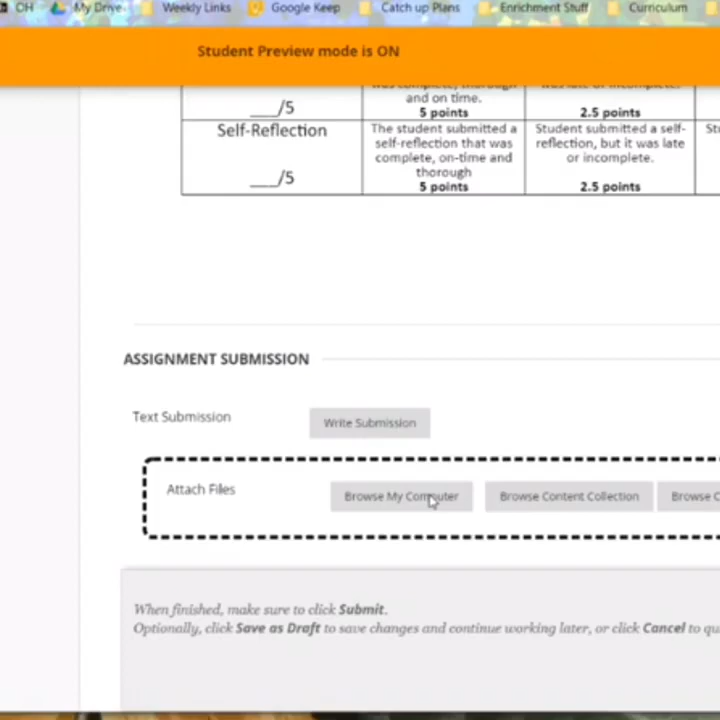 OH My Drive Weekly Links Google Keep Catch up Plans Enrichment Stuff Curriculum
Student Preview mode is ON
___/5
and on time.
5 points
2.5 points
Self-Reflection
___/5
The student submitted a
self-reflection that was
complete, on-time and
thorough
5 points
Student submitted a self-
reflection, but it was late
or incomplete.
2.5 points
ASSIGNMENT SUBMISSION
Text Submission
Write Submission
Attach Files
Browse My Computer
Browse Content Collection
Browse
When finished, make sure to click Submit.
Optionally, click Save as Draft to save changes and continue working later, or click Cancel to